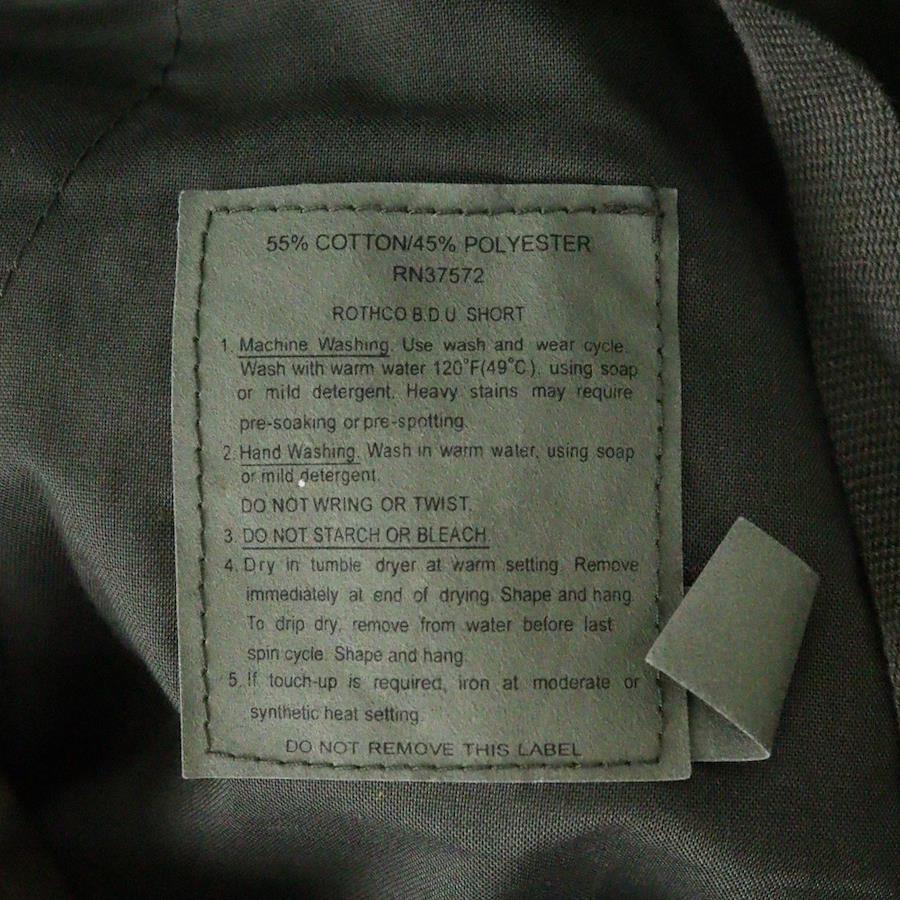 55% COTTON/45% POLYESTER
RN37572
ROTHCO B.D.U. SHORT
1. Machine Washing. Use wash and wear cycle.
Wash with warm water 120°F(49°C), using soap
or mild detergent. Heavy stains may require
pre-soaking or pre-spotting.
2. Hand Washing. Wash in warm water, using soap
or mild detergent.
DO NOT WRING OR TWIST.
3. DO NOT STARCH OR BLEACH.
4. Dry in tumble dryer at warm setting. Remove
immediately at end of drying. Shape and hang.
To drip dry, remove from water before last
spin cycle. Shape and hang.
5. If touch-up is required, iron at moderate or
synthetic heat setting.
DO NOT REMOVE THIS LABEL